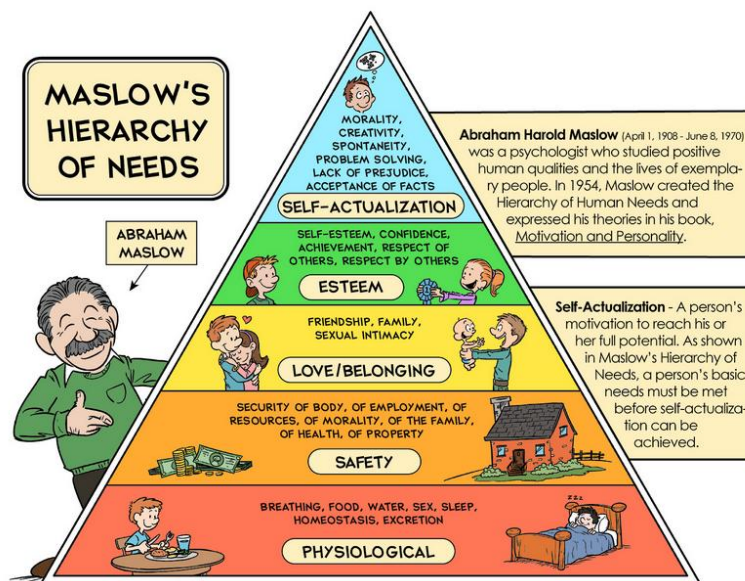 MASLOW'S
HIERARCHY
OF NEEDS
ABRAHAM
MASLOW
MORALITY,
CREATIVITY,
SPONTANEITY,
PROBLEM SOLVING,
LACK OF PREJUDICE,
ACCEPTANCE OF FACTS
SELF-ACTUALIZATION
SELF-ESTEEM, CONFIDENCE,
ACHIEVEMENT, RESPECT OF
OTHERS, RESPECT BY OTHERS
ESTEEM
FRIENDSHIP, FAMILY,
SEXUAL INTIMACY
LOVE/BELONGING
SECURITY OF BODY, OF EMPLOYMENT, OF
RESOURCES, OF MORALITY, OF THE FAMILY,
OF HEALTH, OF PROPERTY
SAFETY
BREATHING, FOOD, WATER, SEX, SLEEP,
HOMEOSTASIS, EXCRETION
ZZZ
PHYSIOLOGICAL
Abraham Harold Maslow (April 1, 1908 - June 8, 1970)
was a psychologist who studied positive
human qualities and the lives of exempla-
ry people. In 1954, Maslow created the
Hierarchy of Human Needs and
expressed his theories in his book,
Motivation and Personality.
Self-Actualization - A person's
motivation to reach his or
her full potential. As shown
in Maslow's Hierarchy of
Needs, a person's basic
needs must be met
before self-actualiza-
tion can be
achieved.